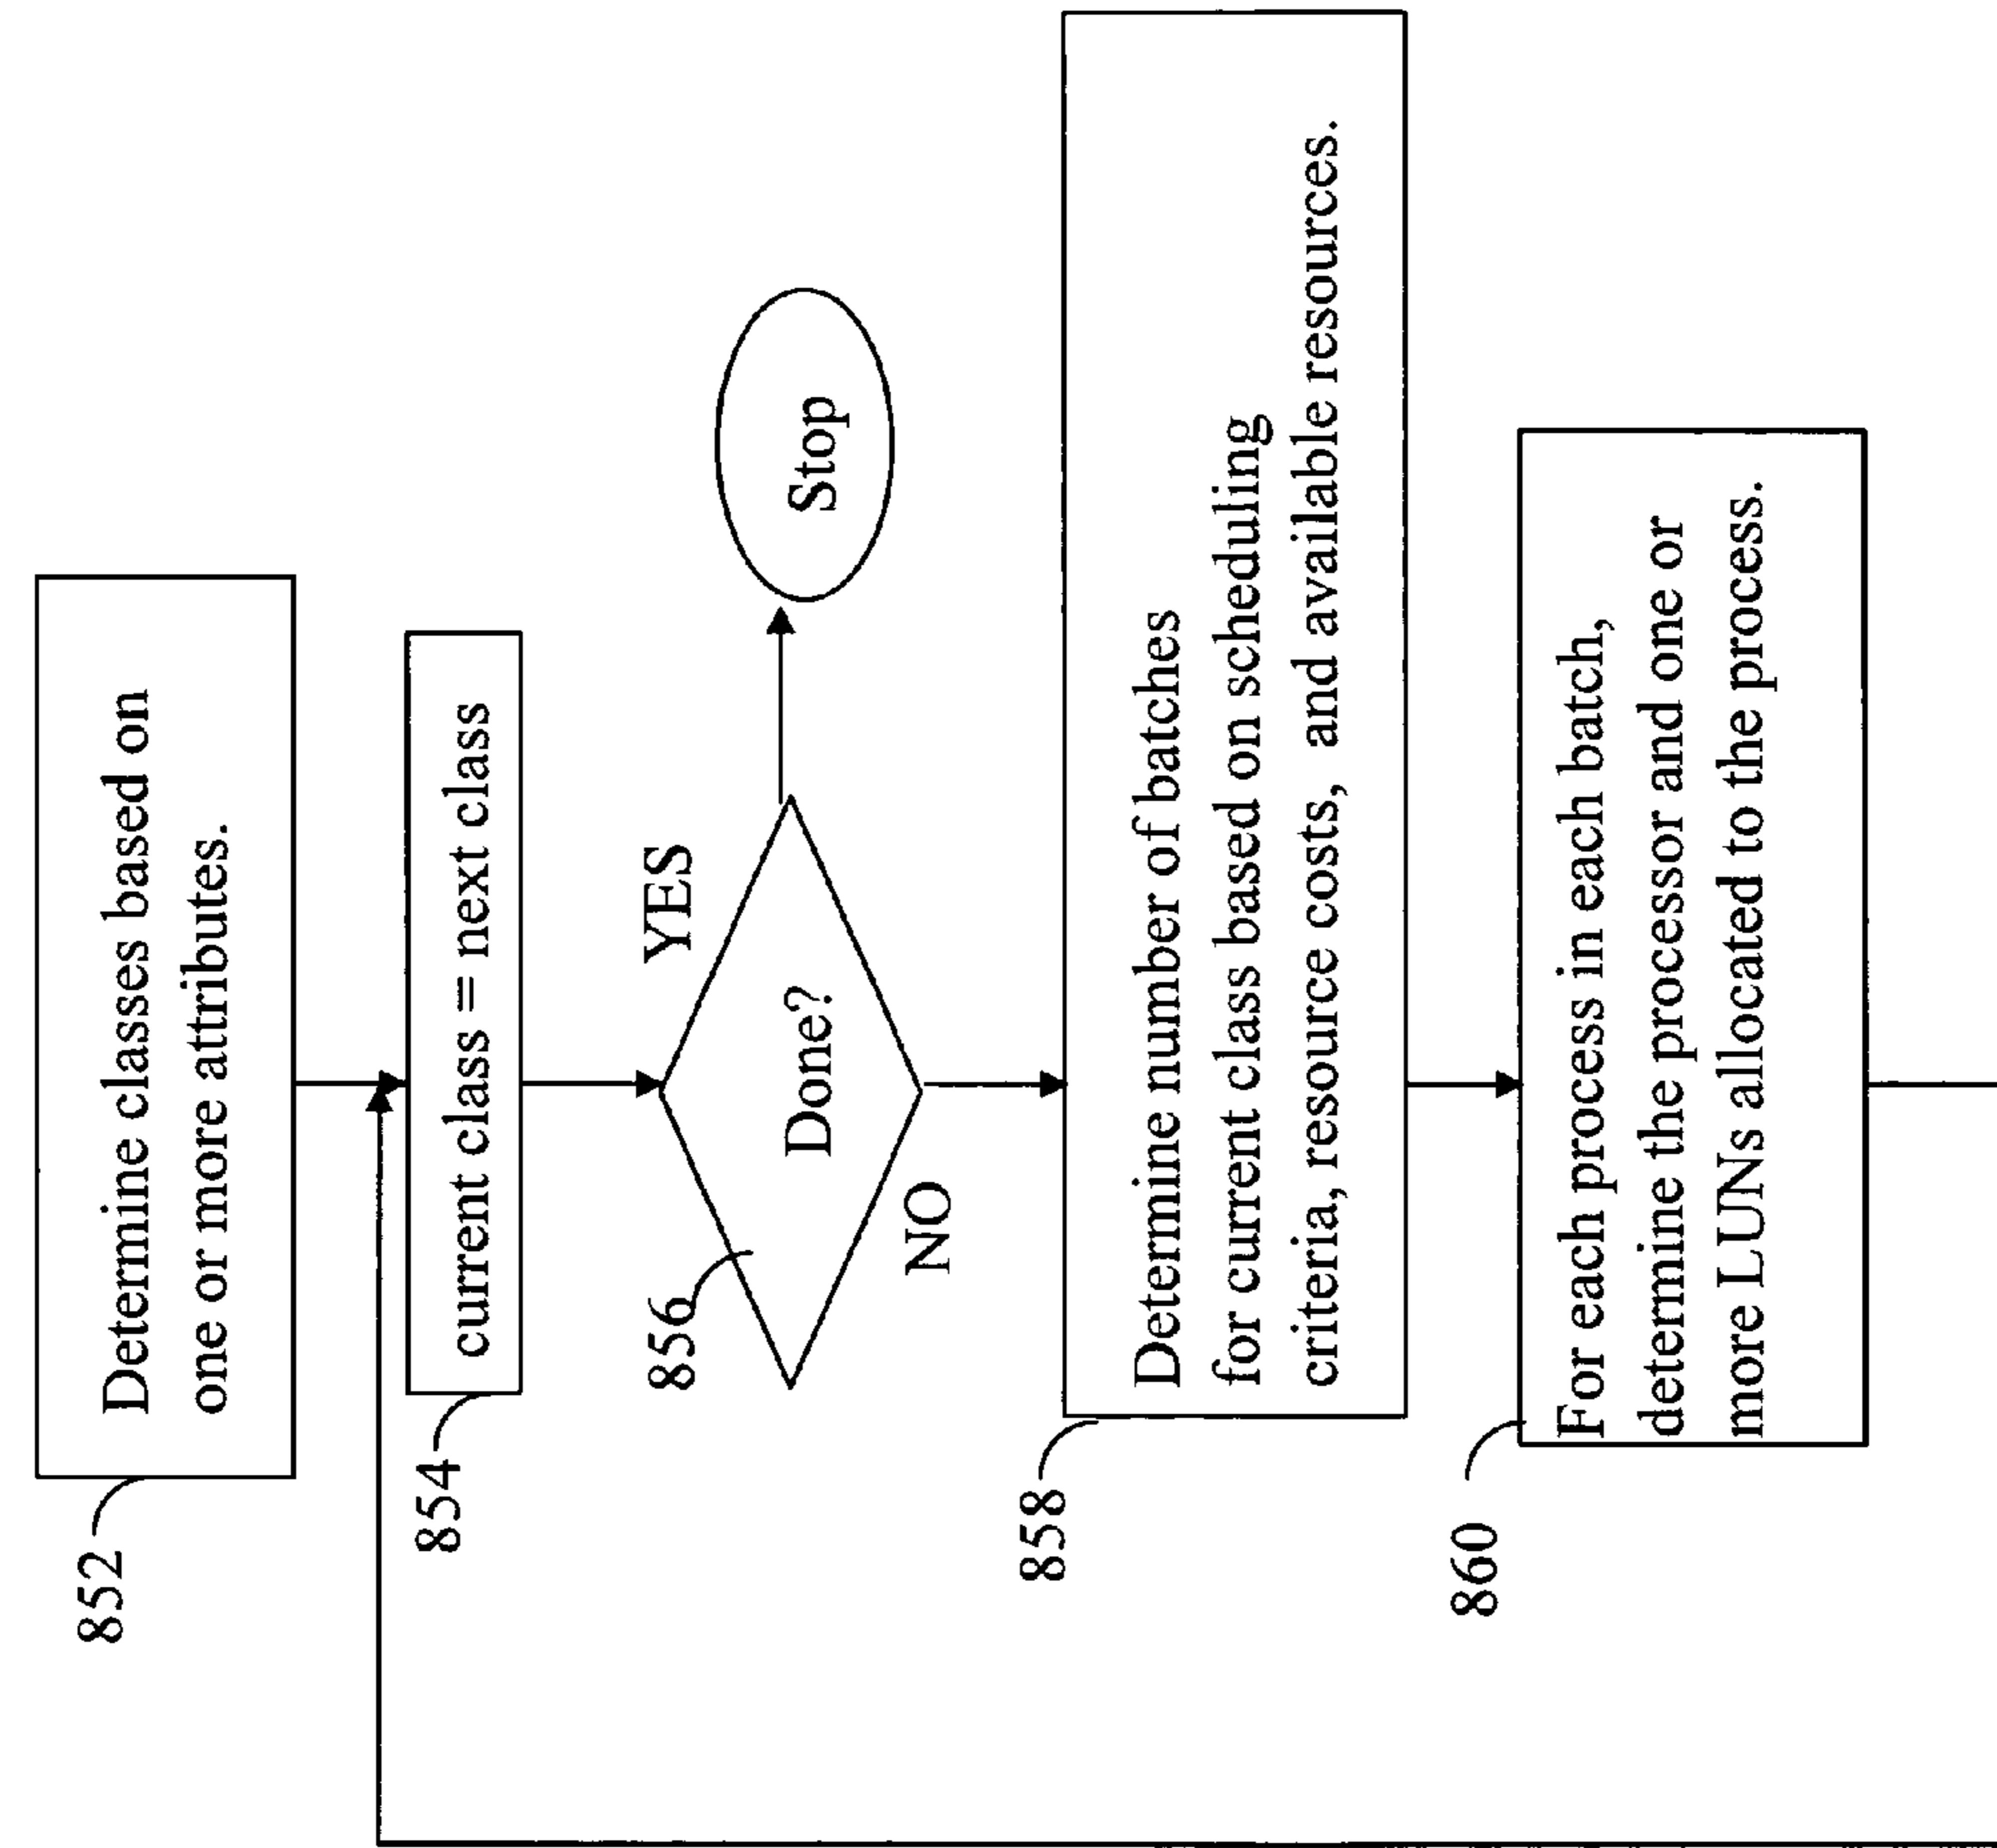 852
Determine classes based on
one or more attributes.
854
current class = next class
856
Done?
YES
Stop
NO
858
Determine number of batches
for current class based on scheduling
criteria, resource costs, and available resources.
860
For each process in each batch,
determine the processor and one or
more LUNs allocated to the process.